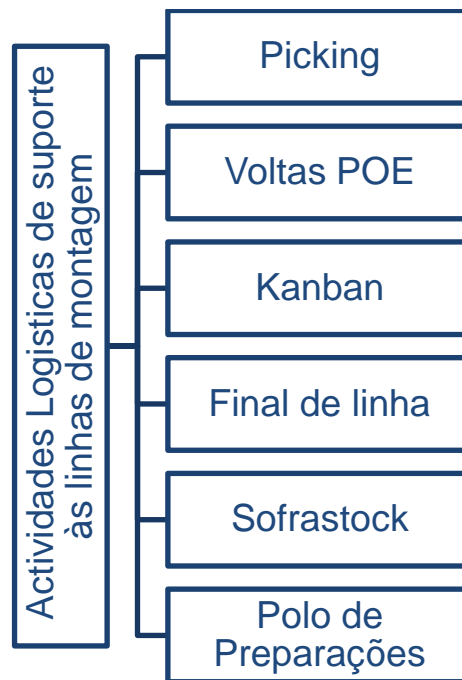 Actividades Logisticas de suporte
às linhas de montagem
Picking
Voltas POE
Kanban
Final de linha
Sofrastock
Polo de
Preparações